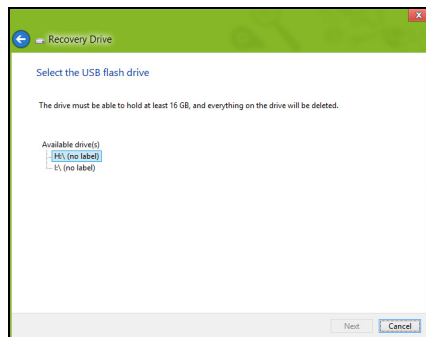 Recovery Drive
Select the USB flash drive
The drive must be able to hold at least 16 GB, and everything on the drive will be deleted.
Available drive(s)
H:\ (no label)
I:\ (no label)
Next
Cancel